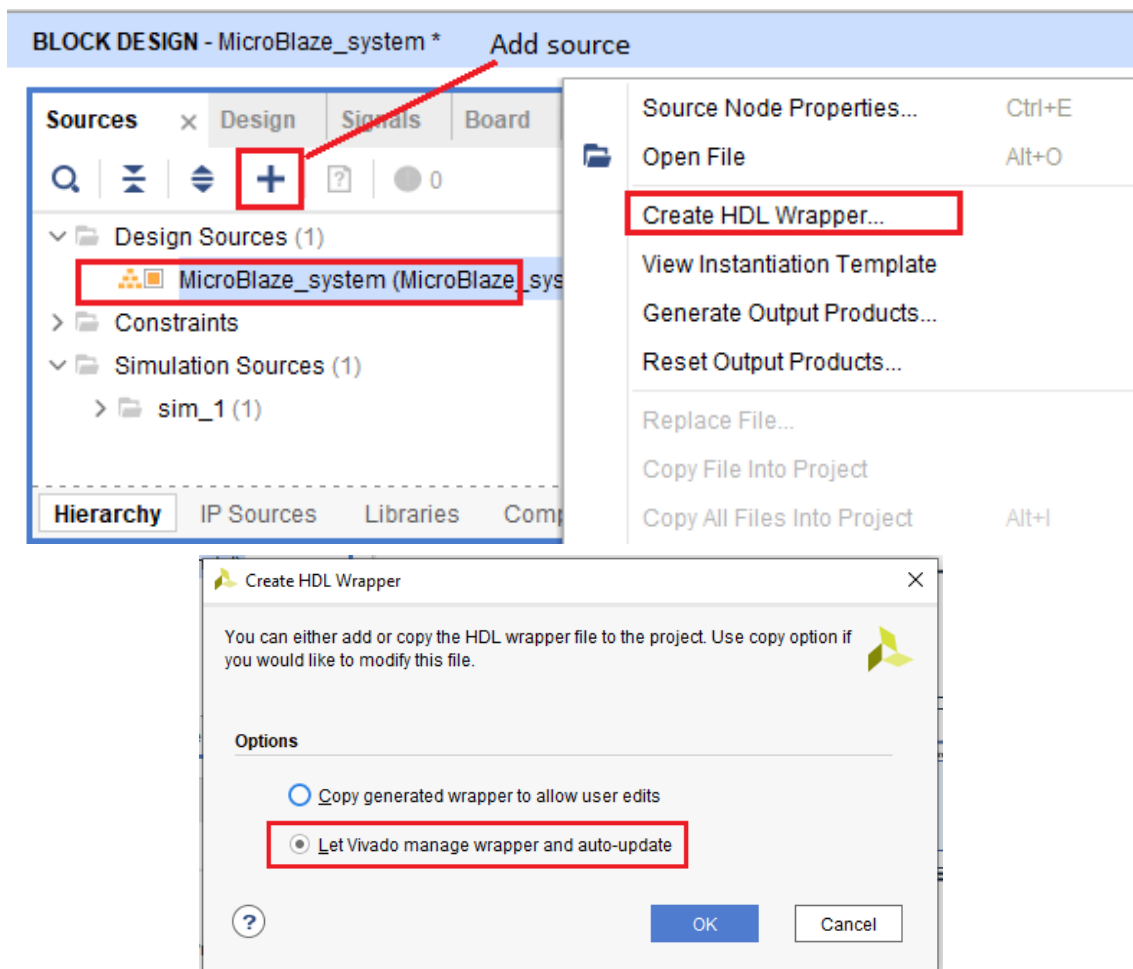 BLOCK DESIGN - MicroBlaze_system *
Add source
Sources × Design Signals Board
0
Design Sources (1)
MicroBlaze_system (MicroBlaze_sys
Constraints
Simulation Sources (1)
sim_1 (1)
Hierarchy IP Sources Libraries Comp
Source Node Properties... Ctrl+E
Open File Alt+O
Create HDL Wrapper...
View Instantiation Template
Generate Output Products...
Reset Output Products...
Replace File...
Copy File Into Project
Copy All Files Into Project Alt+I
Create HDL Wrapper
You can either add or copy the HDL wrapper file to the project. Use copy option if
you would like to modify this file.
Options
Copy generated wrapper to allow user edits
Let Vivado manage wrapper and auto-update
? OK Cancel